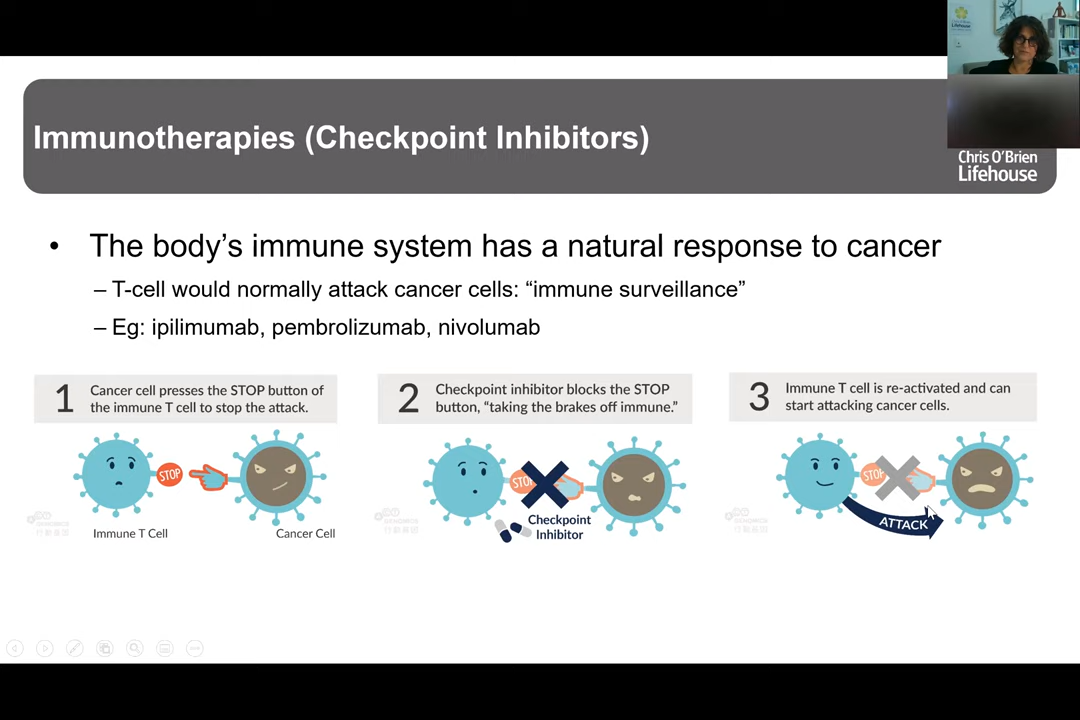 Immunotherapies (Checkpoint Inhibitors)
Chris O'Brien
Lifehouse
• The body's immune system has a natural response to cancer
– T-cell would normally attack cancer cells: “immune surveillance”
– Eg: ipilimumab, pembrolizumab, nivolumab
1
Cancer cell presses the STOP button of
the immune T cell to stop the attack.
STOP
Immune T Cell
Cancer Cell
2
Checkpoint inhibitor blocks the STOP
button, “taking the brakes off immune.”
STO
Checkpoint
Inhibitor
3
Immune T cell is re-activated and can
start attacking cancer cells.
STOP
ATTACK